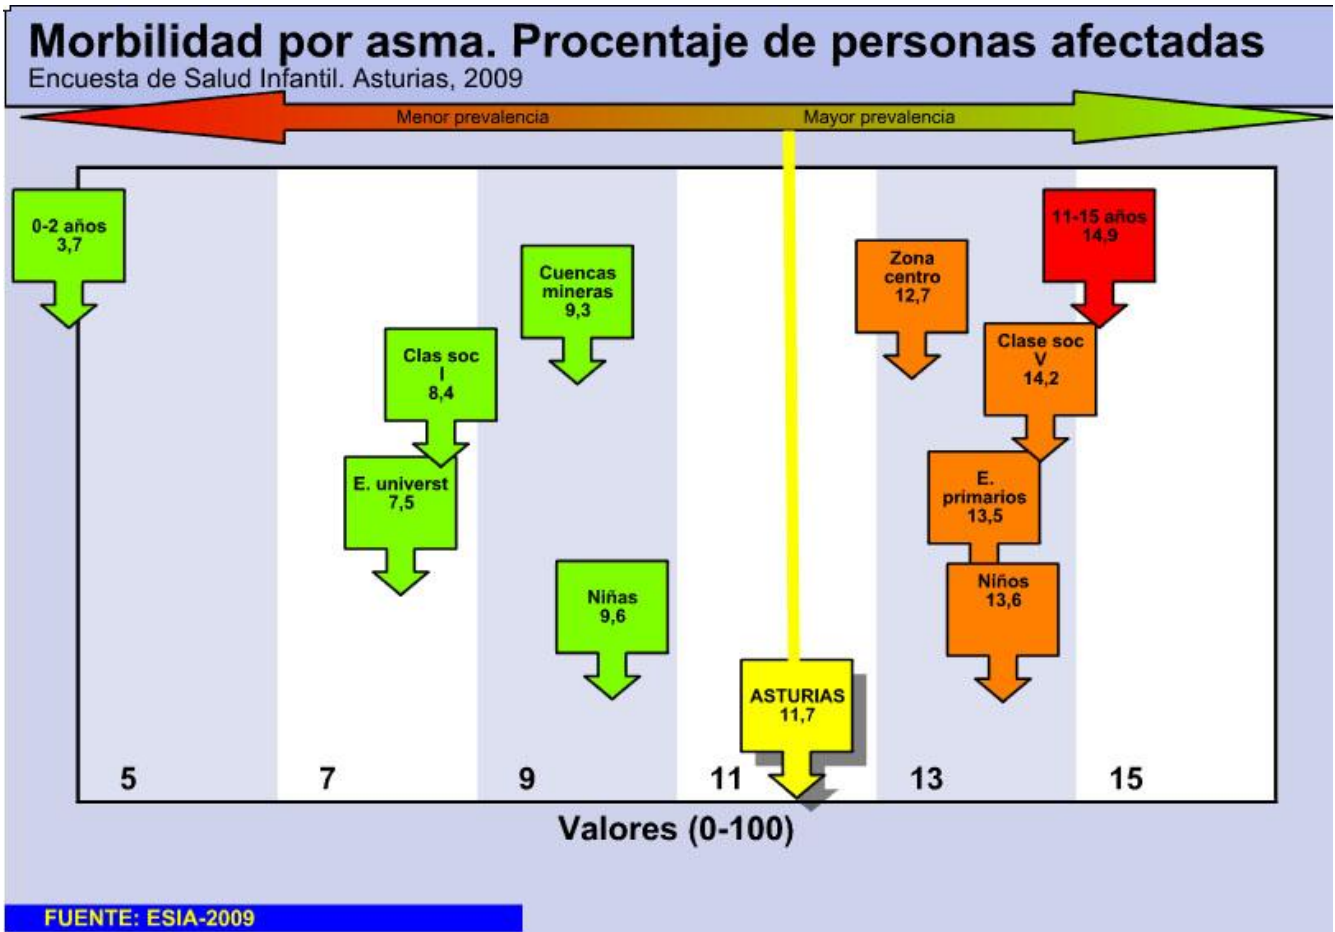 Morbilidad por asma. Procentaje de personas afectadas
Encuesta de Salud Infantil. Asturias, 2009
Menor prevalencia
Mayor prevalencia
0-2 años
3,7
11-15 años
14,9
Cuencas
mineras
9,3
Zona
centro
12,7
Clas soc
I
8,4
Clase soc
V
14,2
E. universt
7,5
E.
primarios
13,5
Niñas
9,6
Niños
13,6
ASTURIAS
11,7
5
7
9
11
13
15
Valores (0-100)
FUENTE: ESIA-2009